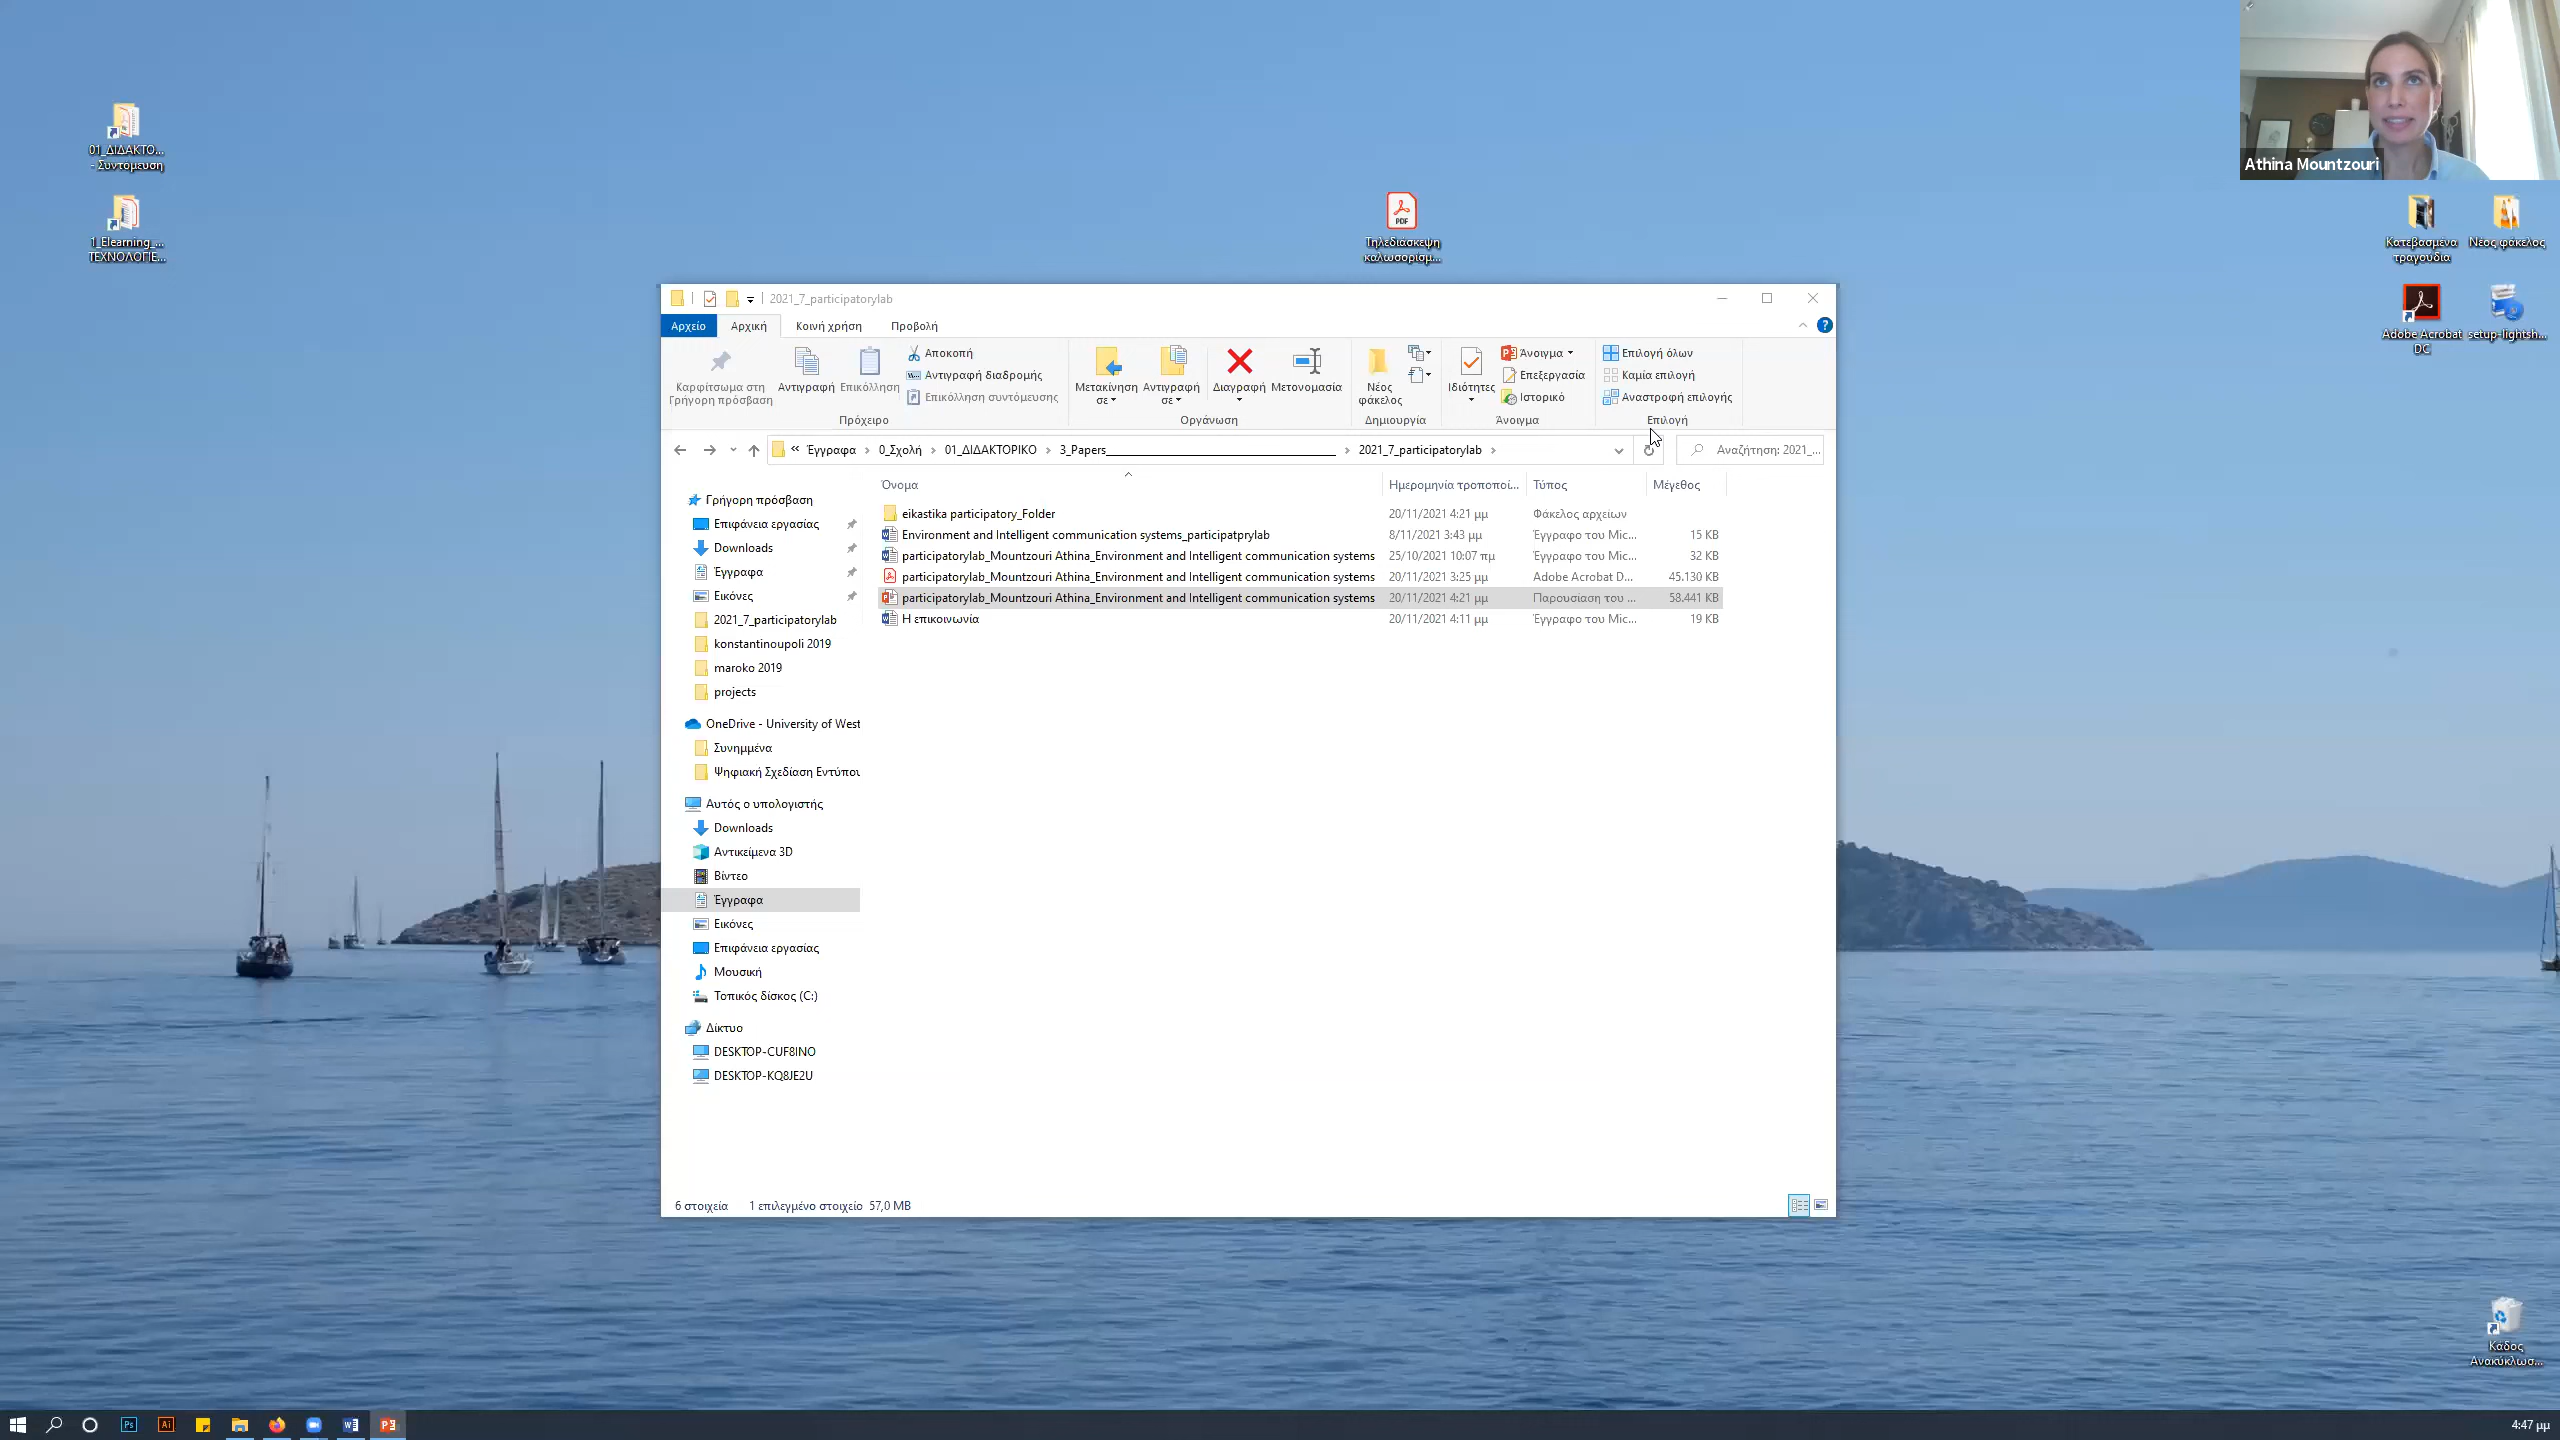 Athina Mountzouri
01_ΔΙΔΑΚΤΟ...
- Συντόμευση
1_Elearning_...
ΤΕΧΝΟΛΟΓΙΕ...
PDF
Τηλεδιάσκεψη
καλωσορίσμ...
Κατεβασμένα
τραγούδια
Νέος φάκελος
Adobe Acrobat
DC
setup-lightsh...
2021_7_participatorylab
Αρχείο Αρχική Κοινή χρήση Προβολή
Καρφίτσωμα στη
Γρήγορη πρόσβαση
Αντιγραφή
Επικόλληση
Αποκοπή
Αντιγραφή διαδρομής
Επικόλληση συντόμευσης
Πρόχειρο
Μετακίνηση
σε
Αντιγραφή
σε
Διαγραφή
Μετονομασία
Οργάνωση
Νέος
φάκελος
Δημιουργία
Ιδιότητες
Άνοιγμα
Επεξεργασία
Ιστορικό
Άνοιγμα
Επιλογή όλων
Καμία επιλογή
Αναστροφή επιλογής
Επιλογή
« Έγγραφα › 0_Σχολή › 01_ΔΙΔΑΚΤΟΡΙΚΟ › 3_Papers________________________________________ › 2021_7_participatorylab ›
Αναζήτηση: 2021_...
Όνομα Ημερομηνία τροποποί... Τύπος Μέγεθος
eikastika participatory_Folder 20/11/2021 4:21 μμ Φάκελος αρχείων
Environment and Intelligent communication systems_participatprylab 8/11/2021 3:43 μμ Έγγραφο του Mic... 15 KB
participatorylab_Mountzouri Athina_Environment and Intelligent communication systems 25/10/2021 10:07 πμ Έγγραφο του Mic... 32 KB
participatorylab_Mountzouri Athina_Environment and Intelligent communication systems 20/11/2021 3:25 μμ Adobe Acrobat D... 45.130 KB
participatorylab_Mountzouri Athina_Environment and Intelligent communication systems 20/11/2021 4:21 μμ Παρουσίαση του ... 58.441 KB
Η επικοινωνία 20/11/2021 4:11 μμ Έγγραφο του Mic... 19 KB
Γρήγορη πρόσβαση
Επιφάνεια εργασίας
Downloads
Έγγραφα
Εικόνες
2021_7_participatorylab
konstantinoupoli 2019
maroko 2019
projects
OneDrive - University of West
Συνημμένα
Ψηφιακή Σχεδίαση Εντύπου
Αυτός ο υπολογιστής
Downloads
Αντικείμενα 3D
Βίντεο
Έγγραφα
Εικόνες
Επιφάνεια εργασίας
Μουσική
Τοπικός δίσκος (C:)
Δίκτυο
DESKTOP-CUF8INO
DESKTOP-KQ8JE2U
6 στοιχεία 1 επιλεγμένο στοιχείο 57,0 MB
Κάδος
Ανακύκλωσ...
Ps
Ai
4:47 μμ